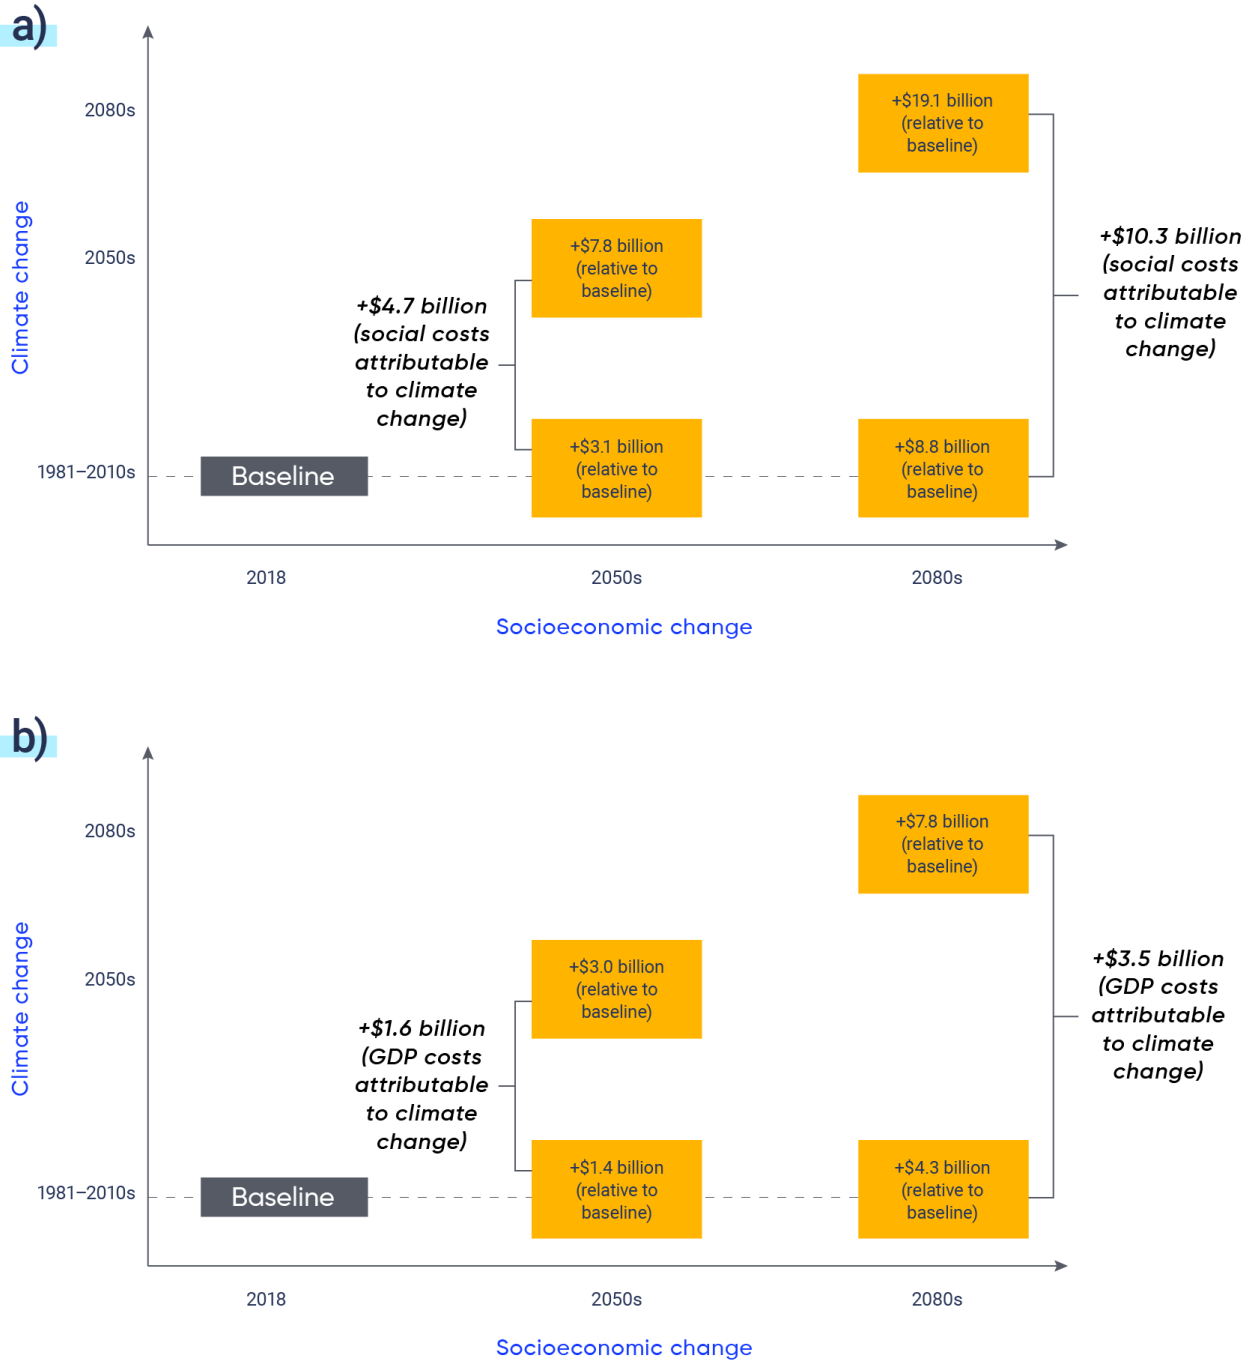 a)
Climate change
2080s
2050s
1981–2010s
+$19.1 billion
(relative to
baseline)
+$10.3 billion
(social costs
attributable
to climate
change)
+$7.8 billion
(relative to
baseline)
+$4.7 billion
(social costs
attributable
to climate
change)
Baseline
+$3.1 billion
(relative to
baseline)
+$8.8 billion
(relative to
baseline)
2018
2050s
2080s
Socioeconomic change
b)
Climate change
2080s
2050s
1981–2010s
+$7.8 billion
(relative to
baseline)
+$3.5 billion
(GDP costs
attributable
to climate
change)
+$3.0 billion
(relative to
baseline)
+$1.6 billion
(GDP costs
attributable
to climate
change)
Baseline
+$1.4 billion
(relative to
baseline)
+$4.3 billion
(relative to
baseline)
2018
2050s
2080s
Socioeconomic change